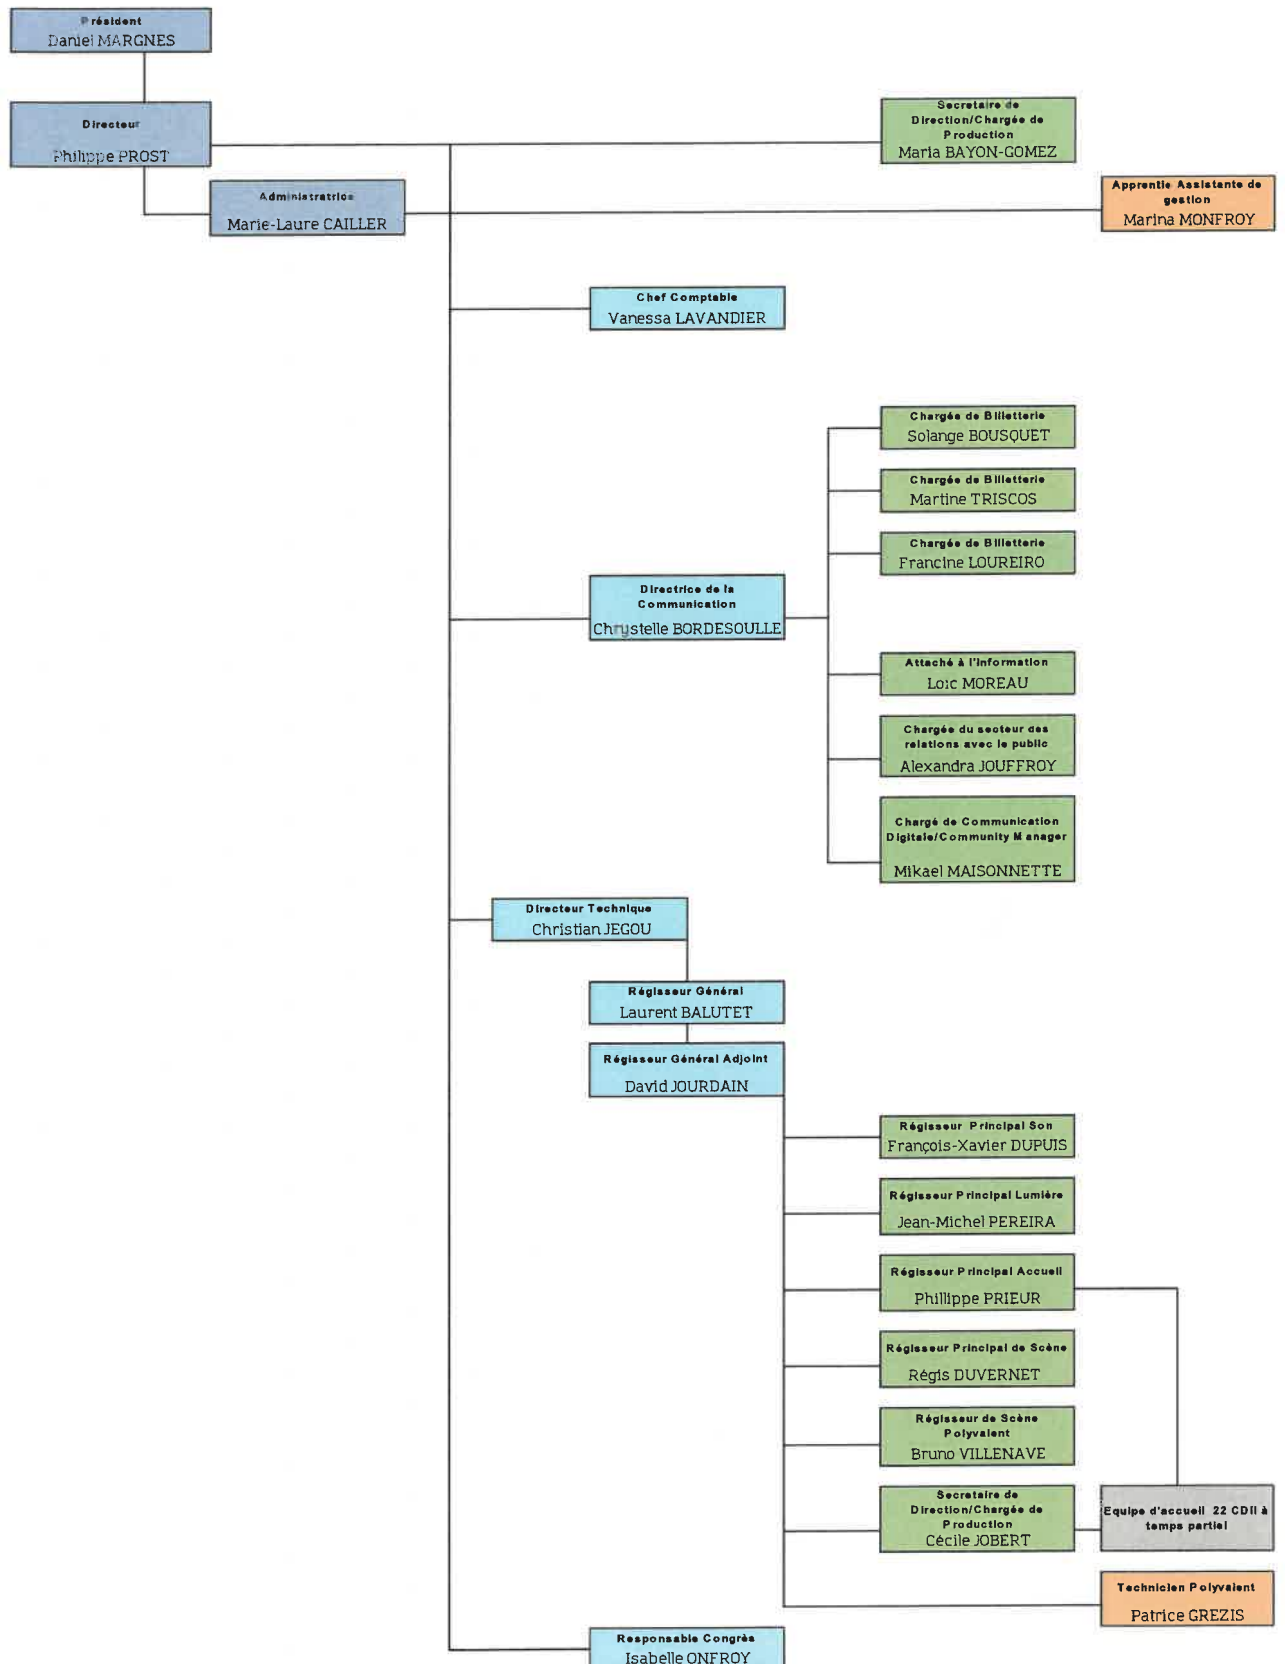 Président
Daniel MARGNES
Directeur
Philippe PROST
Secretaire de
Direction/Chargée de
Production
Maria BAYON-GOMEZ
Administratrice
Marie-Laure CAILLER
Apprentie Assistante de
gestion
Marina MONFROY
Chef Comptable
Vanessa LAVANDIER
Chargée de Billetterie
Solange BOUSQUET
Chargée de Billetterie
Martine TRISCOS
Chargée de Billetterie
Francine LOUREIRO
Directrice de la
Communication
Chrystelle BORDESOULLE
Attaché à l'Information
Loic MOREAU
Chargée du secteur des
relations avec le public
Alexandra JOUFFROY
Chargé de Communication
Digitale/Community Manager
Mikael MAISONNETTE
Directeur Technique
Christian JEGOU
Régisseur Général
Laurent BALUTET
Régisseur Général Adjoint
David JOURDAIN
Régisseur Principal Son
François-Xavier DUPUIS
Régisseur Principal Lumière
Jean-Michel PEREIRA
Régisseur Principal Accueil
Phillippe PRIEUR
Régisseur Principal de Scène
Régis DUVERNET
Régisseur de Scène
Polyvalent
Bruno VILLENAVE
Secretaire de
Direction/Chargée de
Production
Cécile JOBERT
Equipe d'accueil 22 CDII à
temps partiel
Technicien Polyvalent
Patrice GREZIS
Responsable Congrès
Isabelle ONFROY